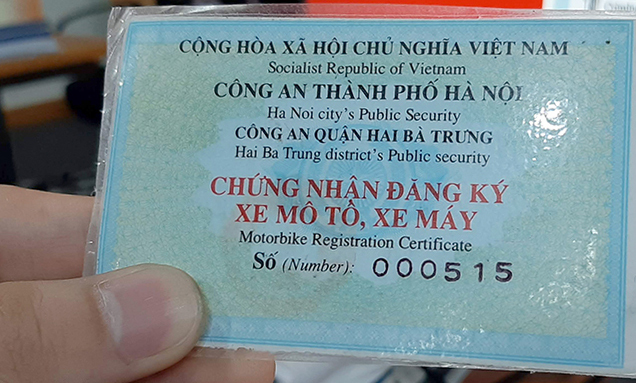 CỘNG HÒA XÃ HỘI CHỦ NGHĨA VIỆT NAM
Socialist Republic of Vietnam
CÔNG AN THÀNH PHỐ HÀ NỘI
Ha Noi city's Public Security
CÔNG AN QUẬN HAI BÀ TRƯNG
Hai Ba Trung district's Public security
CHỨNG NHẬN ĐĂNG KÝ
XE MÔ TÔ, XE MÁY
Motorbike Registration Certificate
Số (Number): 000515